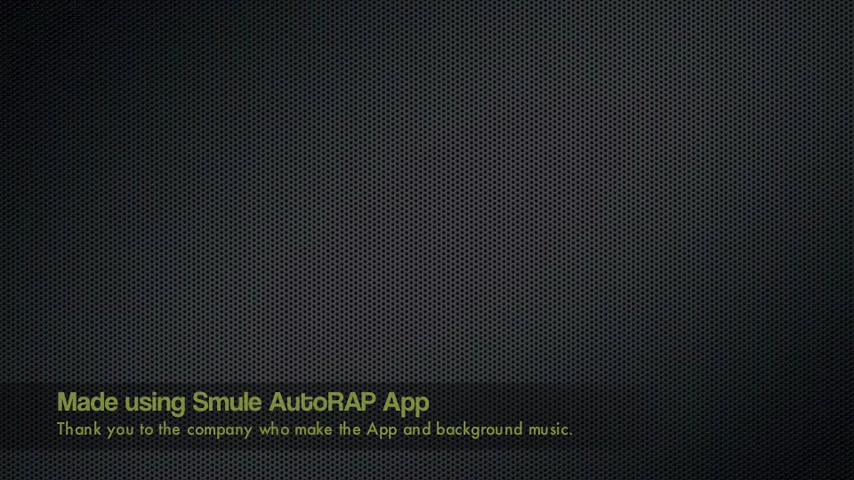 Made using Smule AutoRAP App
Thank you to the company who make the App and background music.